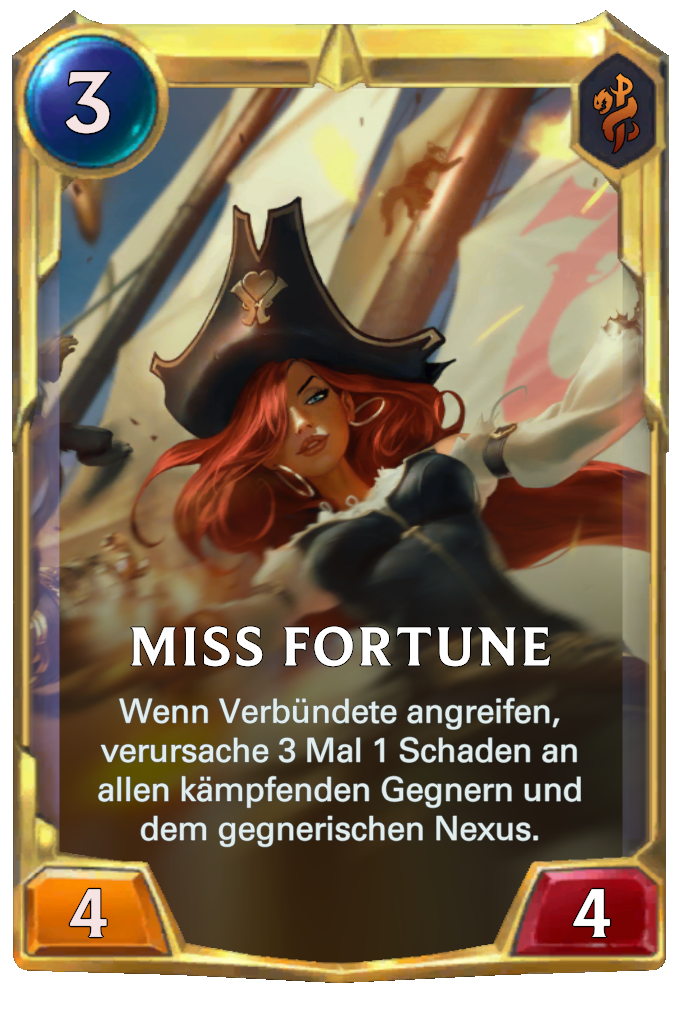 3
MISS FORTUNE
Wenn Verbündete angreifen,
verursache 3 Mal 1 Schaden an
allen kämpfenden Gegnern und
dem gegnerischen Nexus.
4
4